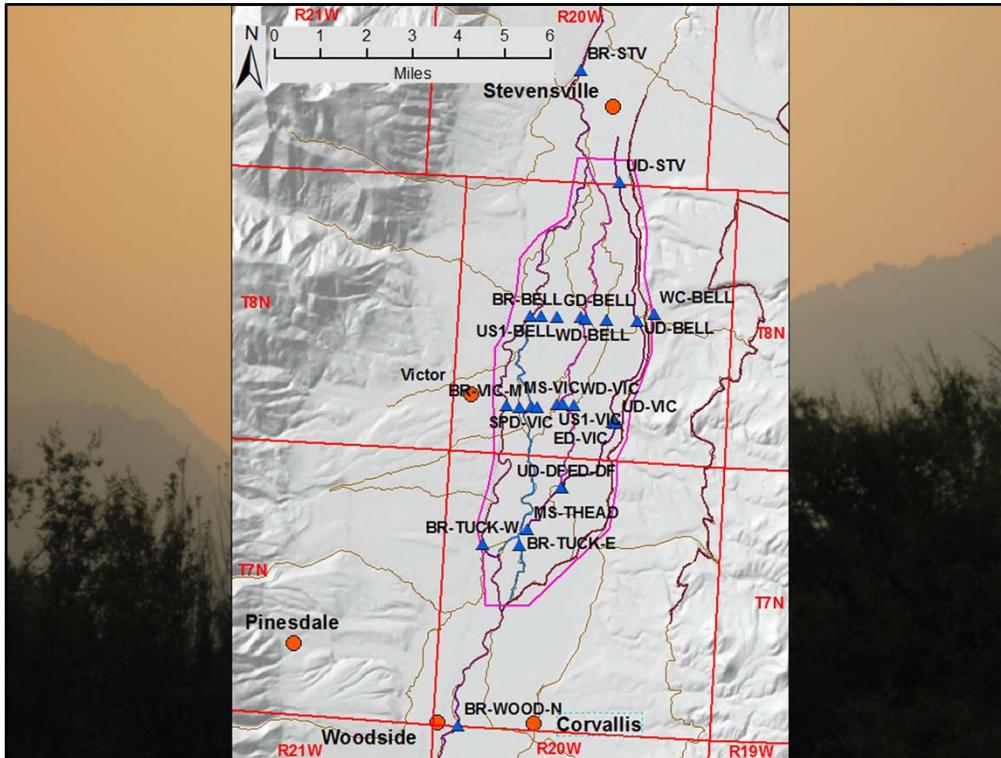 R21W
R20W
N
0 1 2 3 4 5 6
Miles
BR-STV
Stevensville
UD-STV
T8N
BR-BELL
GD-BELL
WC-BELL
US1-BELL
WD-BELL
UD-BELL
T8N
Victor
BR-VIC-M
MS-VIC
WD-VIC
SPD-VIC
US1-VIC
UD-VIC
ED-VIC
UD-DF
ED-DF
MS-THEAD
BR-TUCK-W
BR-TUCK-E
T7N
T7N
Pinesdale
BR-WOOD-N
Corvallis
Woodside
R21W
R20W
R19W